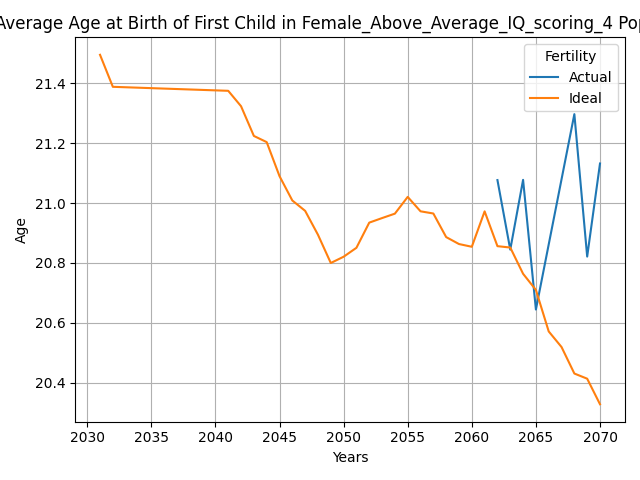 Average Age at Birth of First Child in Female_Above_Average_IQ_scoring_4
Fertility
Actual
Ideal
21.4
21.2
21.0
20.8
20.6
20.4
Age
2030 2035 2040 2045 2050 2055 2060 2065 2070
Years